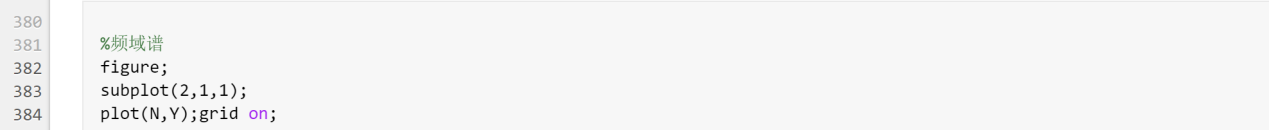 380
381 %频域谱
382 figure;
383 subplot(2,1,1);
384 plot(N,Y);grid on;